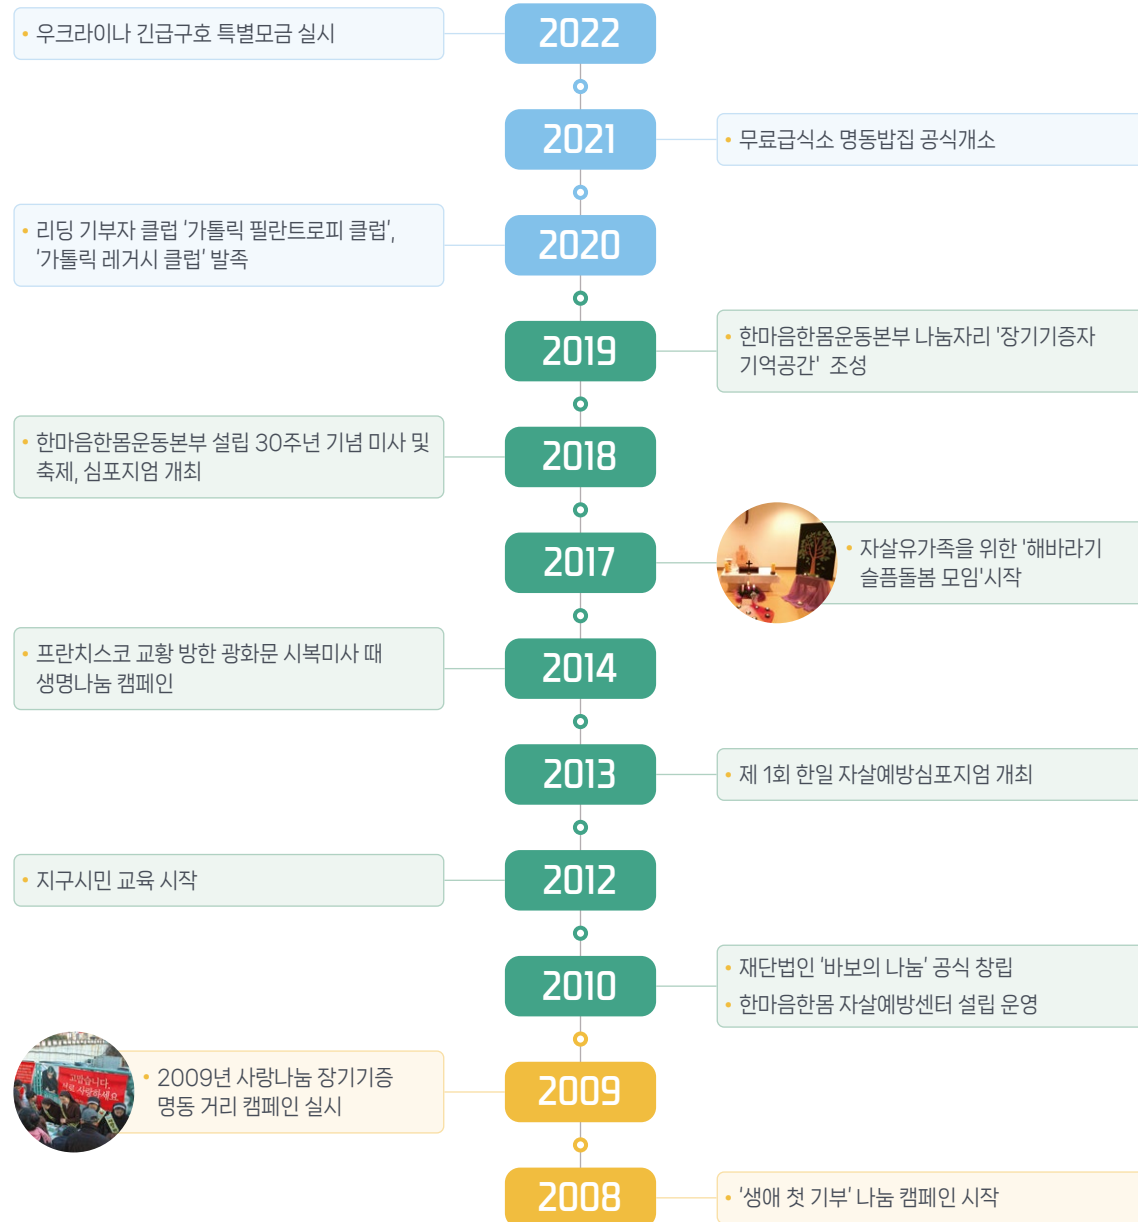 2022
• 우크라이나 긴급구호 특별모금 실시
2021
• 무료급식소 명동밥집 공식개소
2020
• 리딩 기부자 클럽 ‘가톨릭 필란트로피 클럽’,
‘가톨릭 레거시 클럽’ 발족
2019
• 한마음한몸운동본부 나눔자리 '장기기증자
기억공간' 조성
2018
• 한마음한몸운동본부 설립 30주년 기념 미사 및
축제, 심포지엄 개최
2017
• 자살유가족을 위한 '해바라기
슬픔돌봄 모임'시작
2014
• 프란치스코 교황 방한 광화문 시복미사 때
생명나눔 캠페인
2013
• 제 1회 한일 자살예방심포지엄 개최
2012
• 지구시민 교육 시작
2010
• 재단법인 ‘바보의 나눔’ 공식 창립
• 한마음한몸 자살예방센터 설립 운영
2009
고맙습니다
서로 사랑하세요
• 2009년 사랑나눔 장기기증
명동 거리 캠페인 실시
2008
• ‘생애 첫 기부’ 나눔 캠페인 시작